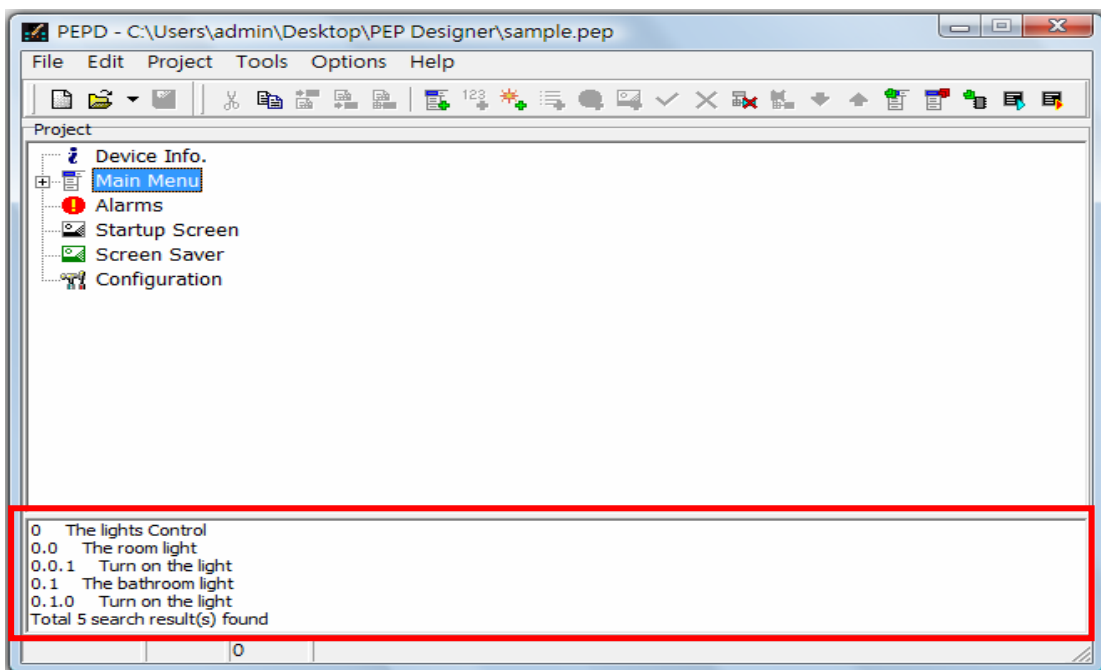 PEPD - C:\Users\admin\Desktop\PEP Designer\sample.pep
File Edit Project Tools Options Help
123
Project
Device Info.
Main Menu
Alarms
Startup Screen
Screen Saver
Configuration
0 The lights Control
0.0 The room light
0.0.1 Turn on the light
0.1 The bathroom light
0.1.0 Turn on the light
Total 5 search result(s) found
0